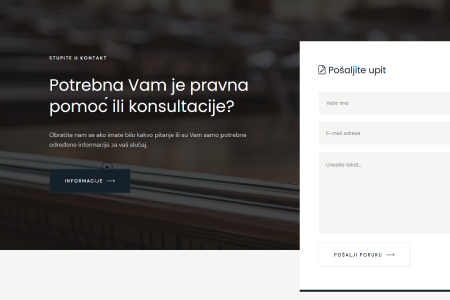 STUPITE U KONTAKT
Potrebna Vam je pravna
pomoć ili konsultacije?
Obratite nam se ako imate bilo kakvo pitanje ili su Vam samo potrebne
određene informacije za vaš slučaj.
INFORMACIJE
Pošaljite upit
Vaše ime
E-mail adresa
Unesite tekst...
POŠALJI PORUKU